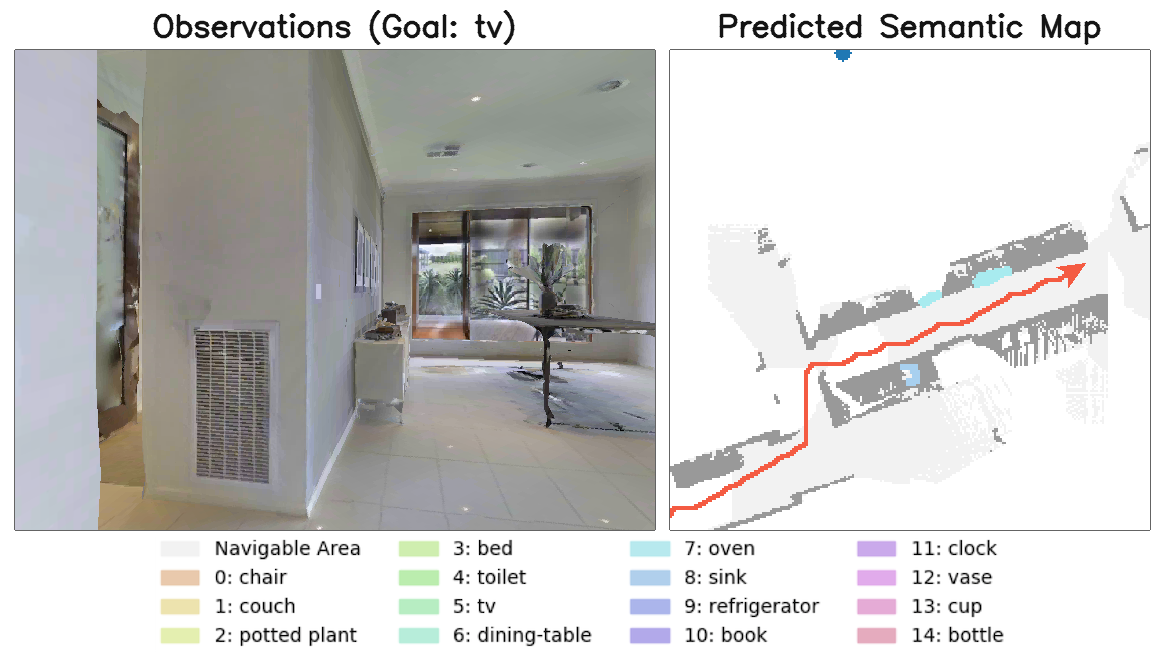 Observations (Goal: tv)
Predicted Semantic Map
Navigable Area
0: chair
1: couch
2: potted plant
3: bed
4: toilet
5: tv
6: dining-table
7: oven
8: sink
9: refrigerator
10: book
11: clock
12: vase
13: cup
14: bottle